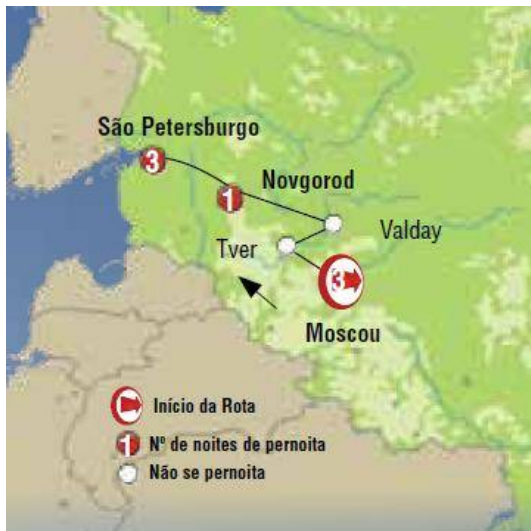 São Petersburgo
3
Novgorod
1
Valday
Tver
3
Moscou
Início da Rota
1 Nº de noites de pernoita
Não se pernoita